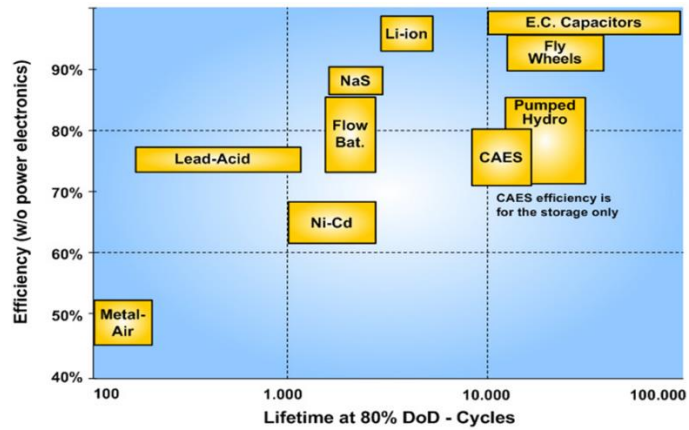 Efficiency (w/o power electronics)
90%
80%
70%
60%
50%
40%
Li-ion
E.C. Capacitors
Fly
Wheels
NaS
Flow
Bat.
Pumped
Hydro
CAES
Lead-Acid
CAES efficiency is
for the storage only
Ni-Cd
Metal-
Air
100
1.000
10.000
100.000
Lifetime at 80% DoD - Cycles